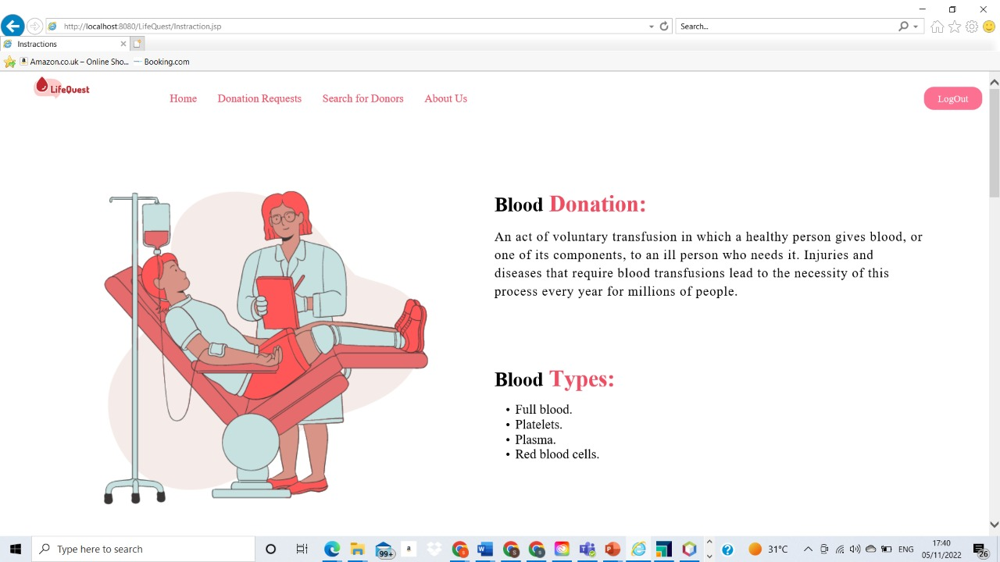 http://localhost:8080/LifeQuest/Instraction.jsp
Search...
Instractions
Amazon.co.uk – Online Sho...
Booking.com
LifeQuest
Home
Donation Requests
Search for Donors
About Us
LogOut
Blood Donation:
An act of voluntary transfusion in which a healthy person gives blood, or
one of its components, to an ill person who needs it. Injuries and
diseases that require blood transfusions lead to the necessity of this
process every year for millions of people.
Blood Types:
• Full blood.
• Platelets.
• Plasma.
• Red blood cells.
Type here to search
99+
31°C
ENG
17:40
05/11/2022
26